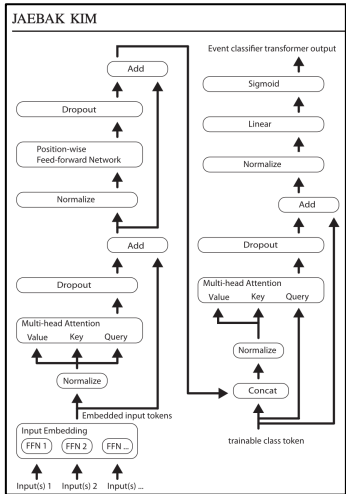 JAEBAK KIM
Add
Dropout
Position-wise
Feed-forward Network
Normalize
Add
Dropout
Multi-head Attention
Value Key Query
Normalize
Embedded input tokens
Input Embedding
FFN 1 FFN 2 FFN ...
Input(s) 1 Input(s) 2 Input(s) ...
Event classifier transformer output
Sigmoid
Linear
Normalize
Add
Dropout
Multi-head Attention
Value Key Query
Normalize
Concat
trainable class token